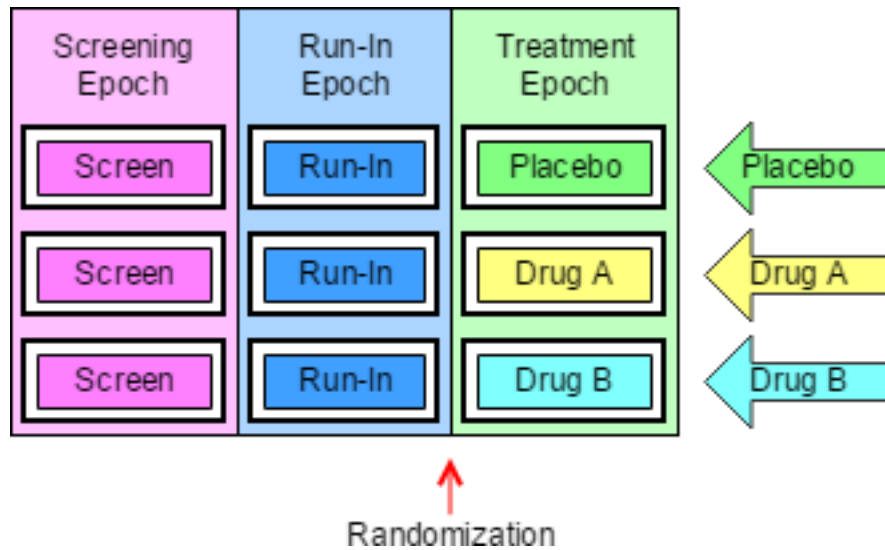 Screening Epoch
Run-In Epoch
Treatment Epoch
Screen Run-In Placebo Placebo
Screen Run-In Drug A Drug A
Screen Run-In Drug B Drug B
Randomization